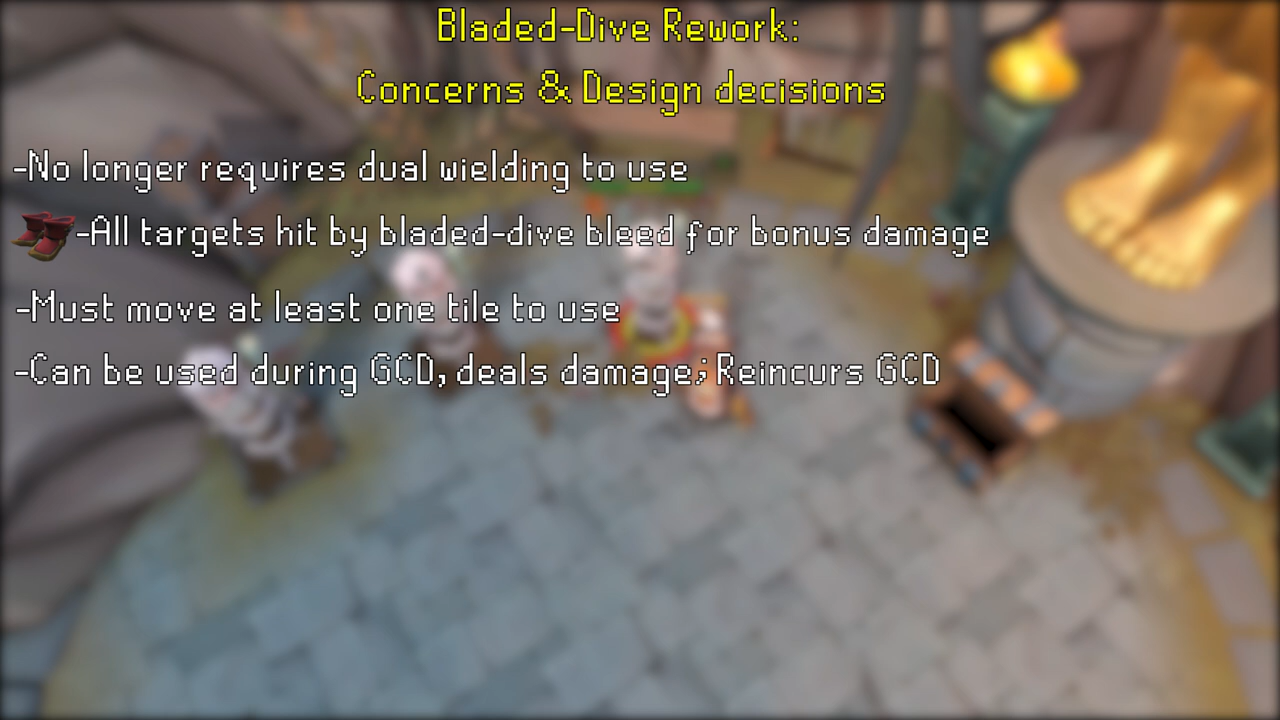 Bladed-Dive Rework:
Concerns & Design decisions
-No longer requires dual wielding to use
-All targets hit by bladed-dive bleed for bonus damage
-Must move at least one tile to use
-Can be used during GCD, deals damage; Reincurs GCD